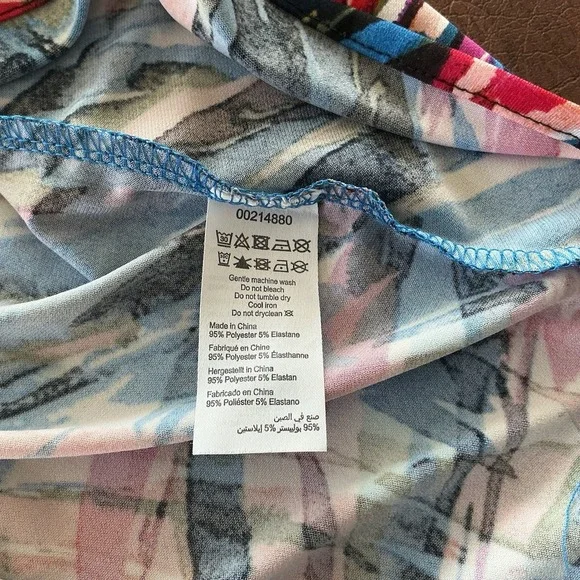 00214880
Gentle machine wash
Do not bleach
Do not tumble dry
Cool iron
Do not dryclean
Made in China
95% Polyester 5% Elastane
Fabriqué en Chine
95% Polyester 5% Élasthanne
Hergestellt in China
95% Polyester 5% Elastan
Fabricado en China
95% Poliéster 5% Elastano
صنع في الصين
95% بوليستر 5% إيلاستين